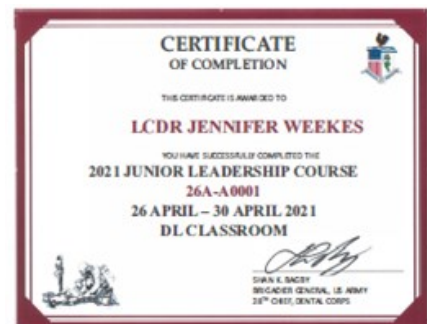 CERTIFICATE
OF COMPLETION
THIS CERTIFICATE IS AWARDED TO
LCDR JENNIFER WEEKES
YOU HAVE SUCCESSFULLY COMPLETED THE
2021 JUNIOR LEADERSHIP COURSE
26A-A0001
26 APRIL – 30 APRIL 2021
DL CLASSROOM
SHAN K. BAGBY
BRIGADIER GENERAL, US ARMY
28TH CHIEF, DENTAL CORPS